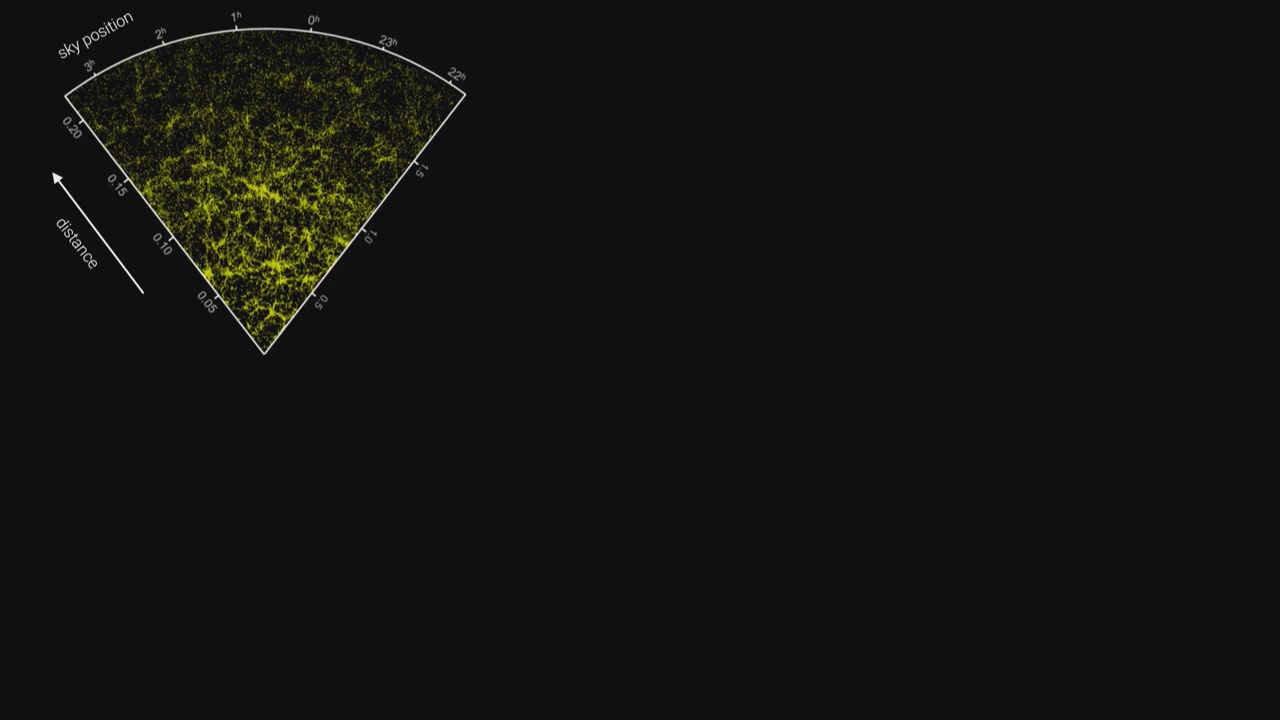 sky position
3h
2h
1h
0h
23h
22h
0.20
0.15
0.10
0.05
distance
1.5
1.0
0.5